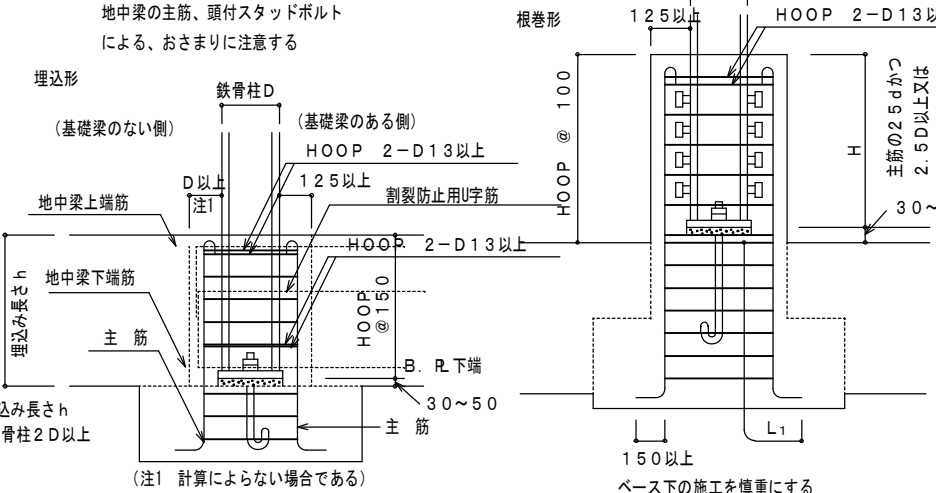 地中梁の主筋、頭付スタッドボルト
による、おさまりに注意する
埋込形
鉄骨柱D
(基礎梁のない側)
(基礎梁のある側)
HOOP 2-D13以上
D以上
注1
125以上
割裂防止用U字筋
地中梁上端筋
HOOP 2-D13以上
地中梁下端筋
埋込み長さh
HOOP
@150
主 筋
B. PL下端
30~50
込み長さh
骨柱2D以上
主 筋
(注1 計算によらない場合である)
根巻形
125以上
HOOP 2-D13以
HOOP @ 100
H
主筋の25dかつ
2.5D以上又は
30~
L1
150以上
ベース下の施工を慎重にする